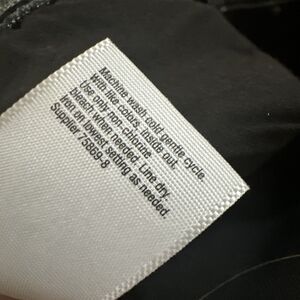 Machine wash cold gentle cycle.
With like colors, inside out.
Use only non-chlorine
bleach when needed. Line dry.
Iron on lowest setting as needed.
Supplier 75869-8